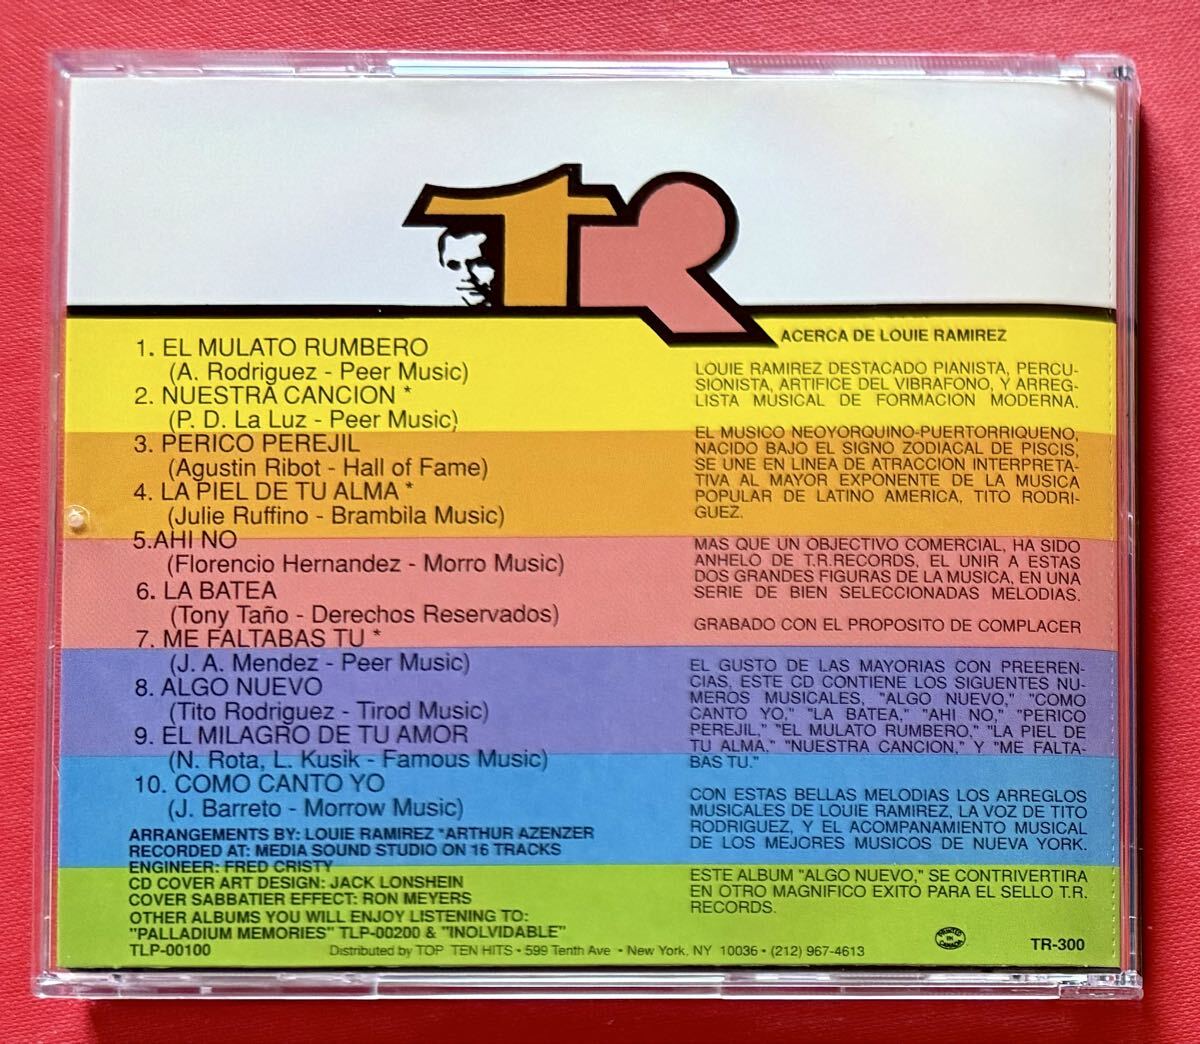 TR
1. EL MULATO RUMBERO
(A. Rodriguez - Peer Music)
2. NUESTRA CANCION *
(P. D. La Luz - Peer Music)
3. PERICO PEREJIL
(Agustin Ribot - Hall of Fame)
4. LA PIEL DE TU ALMA *
(Julie Ruffino - Brambila Music)
5.AHI NO
(Florencio Hernandez - Morro Music)
6. LA BATEA
(Tony Taño - Derechos Reservados)
7. ME FALTABAS TU *
(J. A. Mendez - Peer Music)
8. ALGO NUEVO
(Tito Rodriguez - Tirod Music)
9. EL MILAGRO DE TU AMOR
(N. Rota, L. Kusik - Famous Music)
10. COMO CANTO YO
(J. Barreto - Morrow Music)
ARRANGEMENTS BY: LOUIE RAMIREZ *ARTHUR AZENZER
RECORDED AT: MEDIA SOUND STUDIO ON 16 TRACKS
ENGINEER: FRED CRISTY
CD COVER ART DESIGN: JACK LONSHEIN
COVER SABBATIER EFFECT: RON MEYERS
OTHER ALBUMS YOU WILL ENJOY LISTENING TO:
"PALLADIUM MEMORIES" TLP-00200 & "INOLVIDABLE"
TLP-00100
ACERCA DE LOUIE RAMIREZ
LOUIE RAMIREZ DESTACADO PIANISTA, PERCU-
SIONISTA, ARTIFICE DEL VIBRAFONO, Y ARREG-
LISTA MUSICAL DE FORMACION MODERNA.
EL MUSICO NEOYORQUINO-PUERTORRIQUENO,
NACIDO BAJO EL SIGNO ZODIACAL DE PISCIS,
SE UNE EN LINEA DE ATRACCION INTERPRETA-
TIVA AL MAYOR EXPONENTE DE LA MUSICA
POPULAR DE LATINO AMERICA, TITO RODRI-
GUEZ.
MAS QUE UN OBJECTIVO COMERCIAL, HA SIDO
ANHELO DE T.R.RECORDS, EL UNIR A ESTAS
DOS GRANDES FIGURAS DE LA MUSICA, EN UNA
SERIE DE BIEN SELECCIONADAS MELODIAS.
GRABADO CON EL PROPOSITO DE COMPLACER
EL GUSTO DE LAS MAYORIAS CON PREERENCIAS, ESTE CD CONTIENE LOS SIGUENTES NU-
MEROS MUSICALES, "ALGO NUEVO," "COMO
CANTO YO," "LA BATEA," "AHI NO," "PERICO
PEREJIL," "EL MULATO RUMBERO," "LA PIEL DE
TU ALMA," "NUESTRA CANCION," Y "ME FALTA-
BAS TU."
CON ESTAS BELLAS MELODIAS LOS ARREGLOS
MUSICALES DE LOUIE RAMIREZ, LA VOZ DE TITO
RODRIGUEZ, Y EL ACOMPANAMIENTO MUSICAL
DE LOS MEJORES MUSICOS DE NUEVA YORK.
ESTE ALBUM "ALGO NUEVO," SE CONTRIVERTIRA
EN OTRO MAGNIFICO EXITO PARA EL SELLO T.R.
RECORDS.
PRINTED
IN
CANADA
TR-300
Distributed by TOP TEN HITS • 599 Tenth Ave • New York, NY 10036 • (212) 967-4613